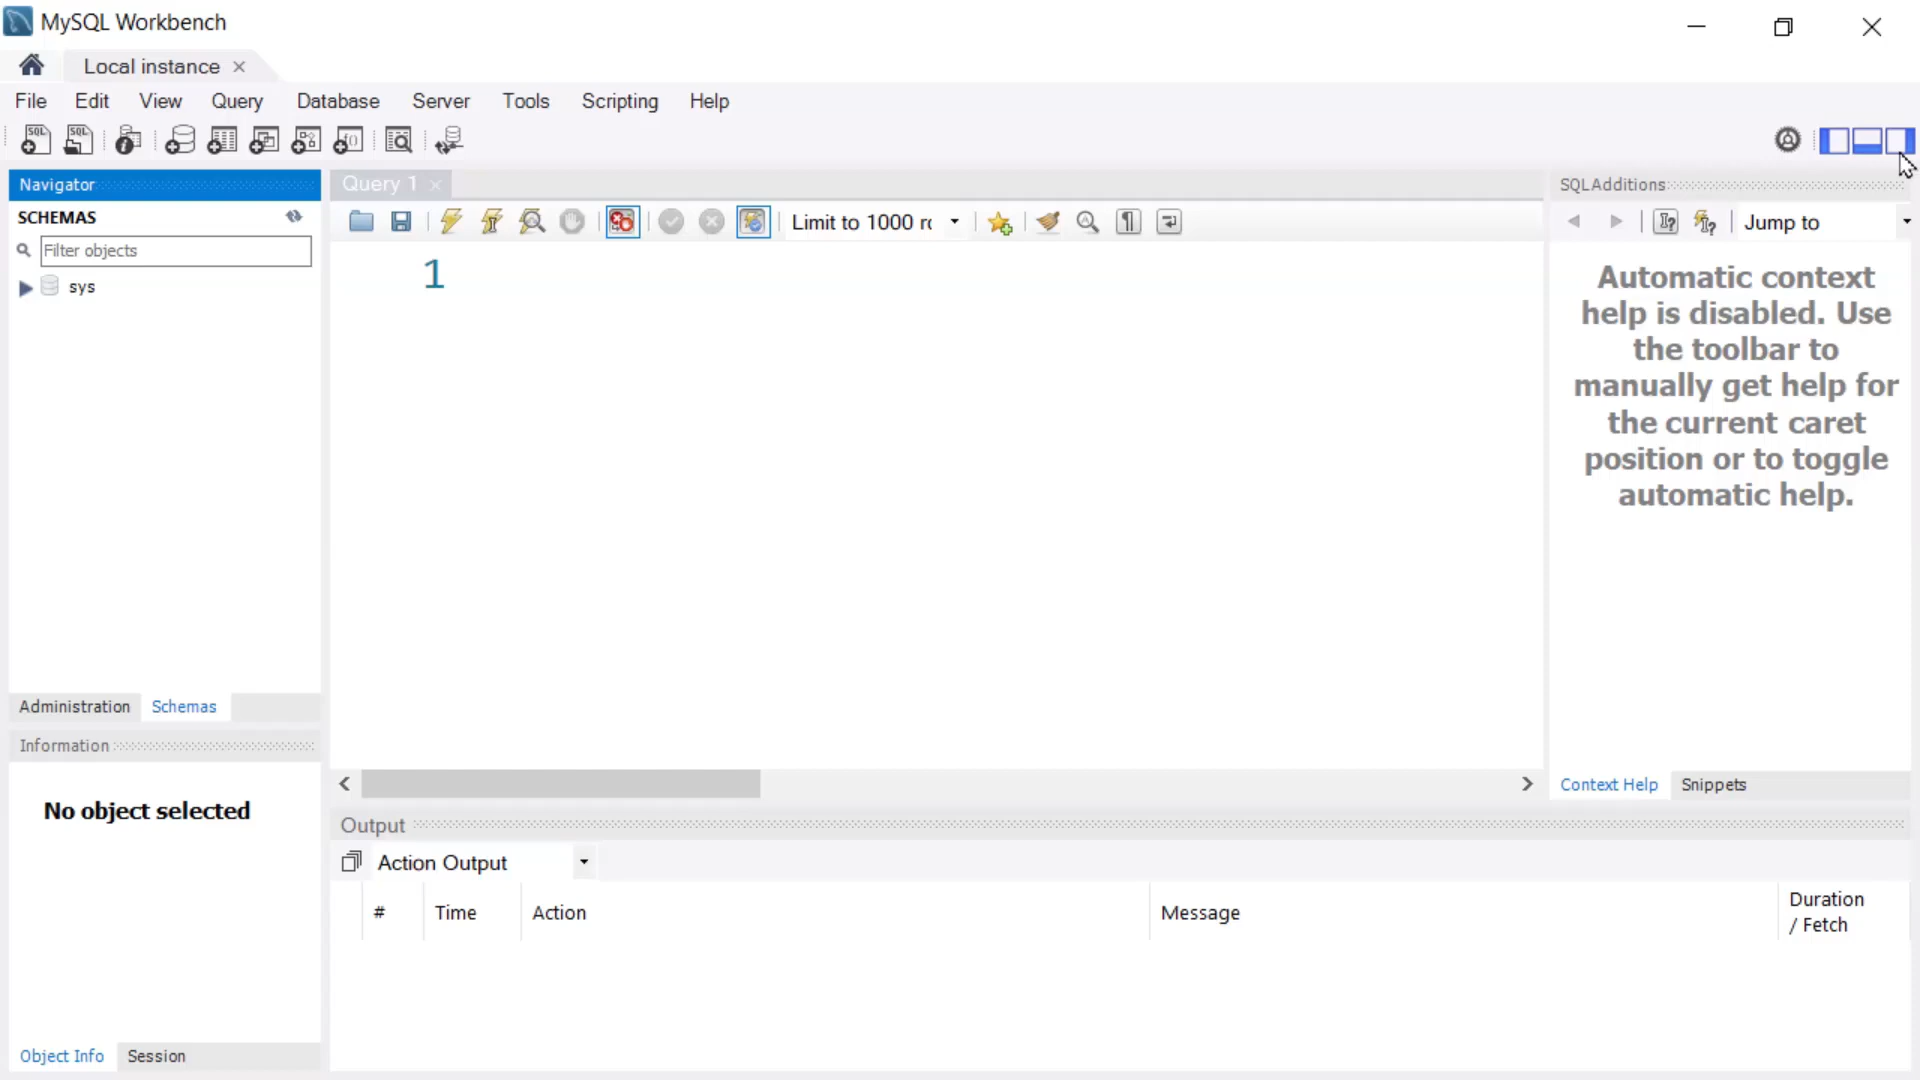 MySQL Workbench
Local instance
File Edit View Query Database Server Tools Scripting Help
SQL SQL
Navigator
SCHEMAS
Filter objects
sys
Administration Schemas
Information
No object selected
Object Info Session
Query 1
Limit to 1000 rc
1
SQLAdditions
Jump to
Automatic context
help is disabled. Use
the toolbar to
manually get help for
the current caret
position or to toggle
automatic help.
Context Help Snippets
Output
Action Output
# Time Action Message Duration
/ Fetch